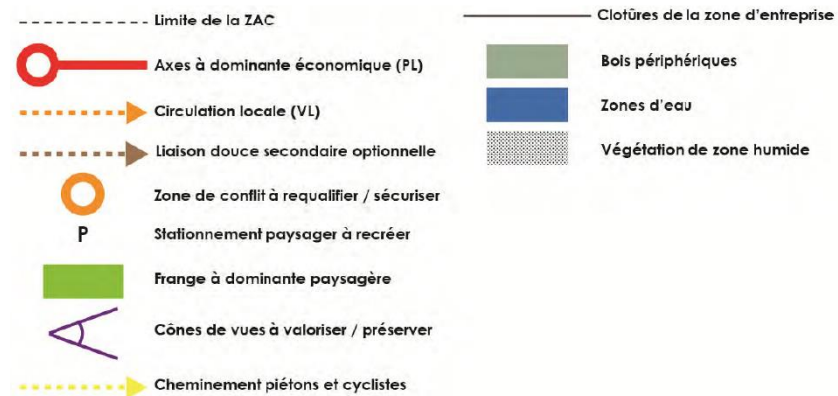 Limite de la ZAC
Axes à dominante économique (PL)
Circulation locale (VL)
Liaison douce secondaire optionnelle
Zone de conflit à requalifier / sécuriser
P Stationnement paysager à recréer
Frange à dominante paysagère
Cônes de vues à valoriser / préserver
Cheminement piétons et cyclistes
Clotûres de la zone d'entreprise
Bois périphériques
Zones d'eau
Végétation de zone humide